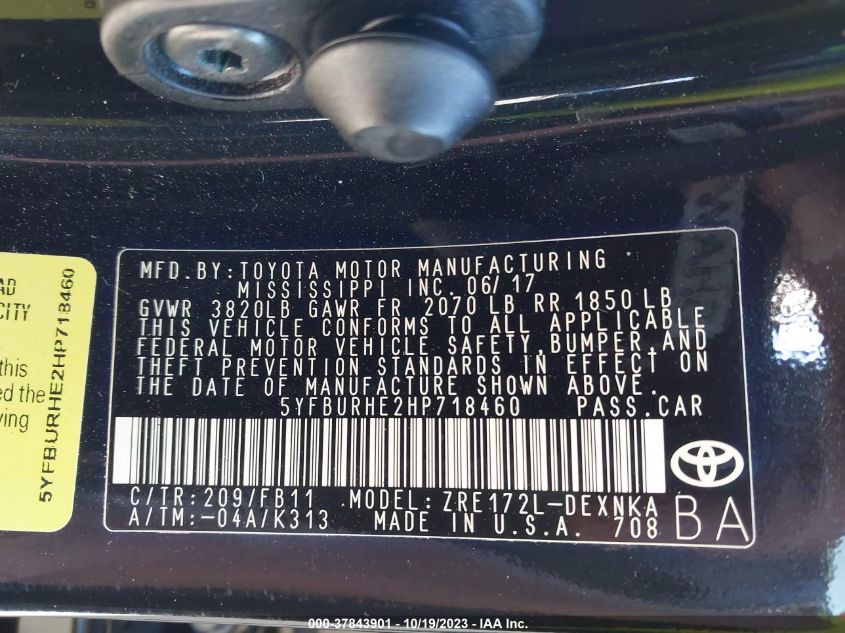 MFD.BY:TOYOTA MOTOR MANUFACTURING
MISSISSIPPI INC. 06/17
GVWR 3820LB GAWR FR 2070 LB RR 1850 LB
THIS VEHICLE CONFORMS TO ALL APPLICABLE
FEDERAL MOTOR VEHICLE SAFETY,BUMPER,AND
THEFT PREVENTION STANDARDS IN EFFECT ON
THE DATE OF MANUFACTURE SHOWN ABOVE.
5YFBURHE2HP718460 PASS.CAR
C/TR:209/FB11 MODEL:ZRE172L-DEXNKA
A/TM:-04A/K313 MADE IN U.S.A. 708
BA
AD
CITY
this
ed the
ving
5YFBURHE2HP718460
000-37843901 - 10/19/2023 - IAA Inc.